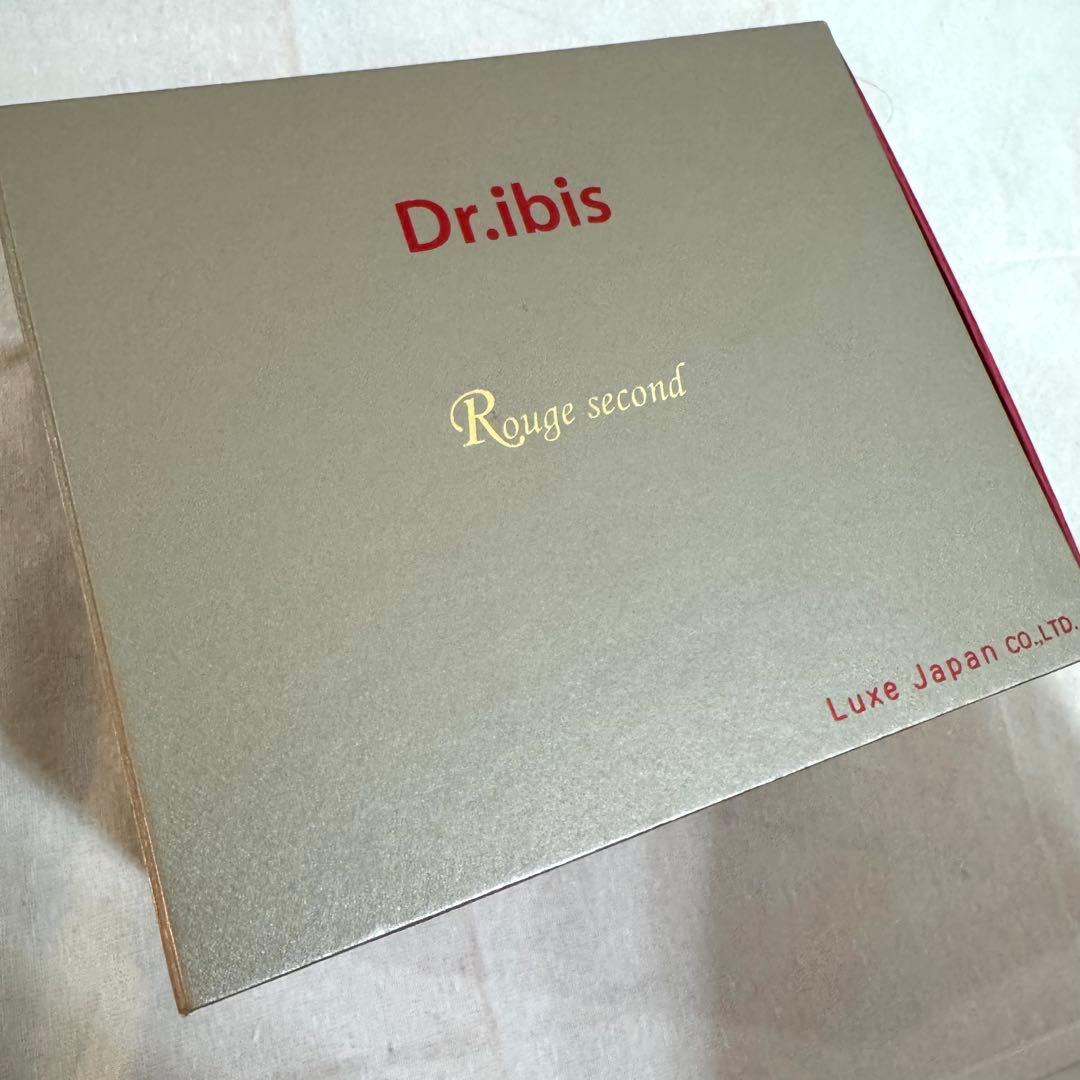 Dr.ibis
Rouge second
Luxe Japan CO.,LTD.